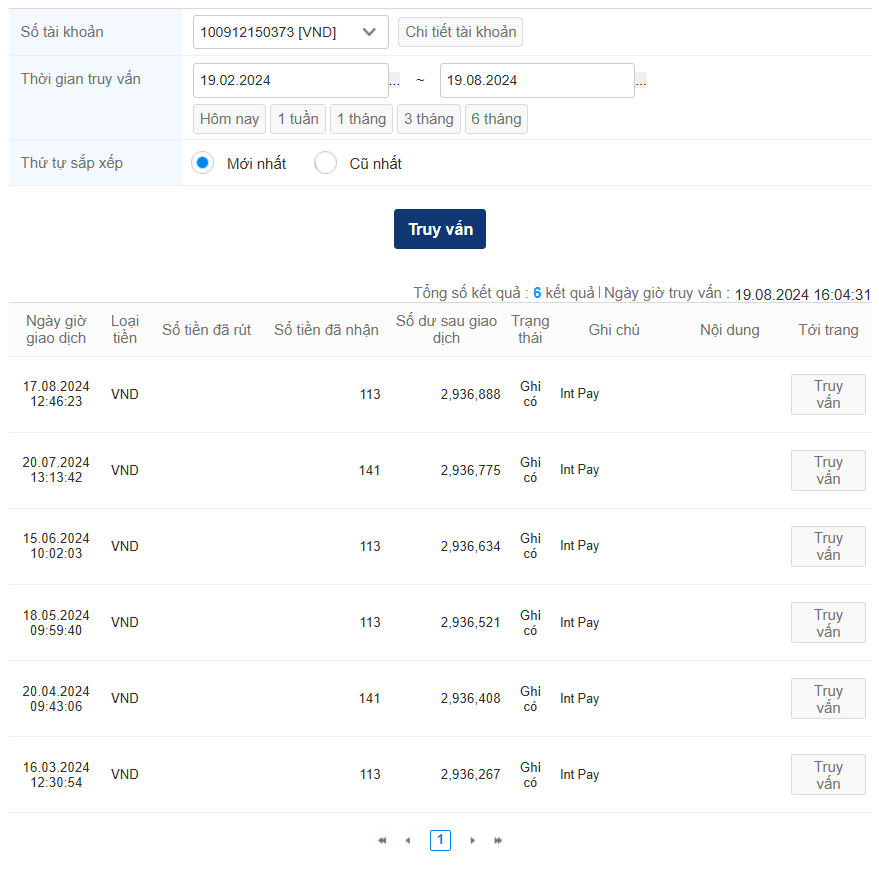 Số tài khoản 100912150373 [VND] Chi tiết tài khoản
Thời gian truy vấn 19.02.2024 ... ~ 19.08.2024 ...
Hôm nay 1 tuần 1 tháng 3 tháng 6 tháng
Thứ tự sắp xếp Mới nhất Cũ nhất
Truy vấn
Tổng số kết quả : 6 kết quả | Ngày giờ truy vấn : 19.08.2024 16:04:31
Ngày giờ giao dịch Loại tiền Số tiền đã rút Số tiền đã nhận Số dư sau giao dịch Trạng thái Ghi chú Nội dung Tới trang
17.08.2024 12:46:23 VND 113 2,936,888 Ghi có Int Pay Truy vấn
20.07.2024 13:13:42 VND 141 2,936,775 Ghi có Int Pay Truy vấn
15.06.2024 10:02:03 VND 113 2,936,634 Ghi có Int Pay Truy vấn
18.05.2024 09:59:40 VND 113 2,936,521 Ghi có Int Pay Truy vấn
20.04.2024 09:43:06 VND 141 2,936,408 Ghi có Int Pay Truy vấn
16.03.2024 12:30:54 VND 113 2,936,267 Ghi có Int Pay Truy vấn
1